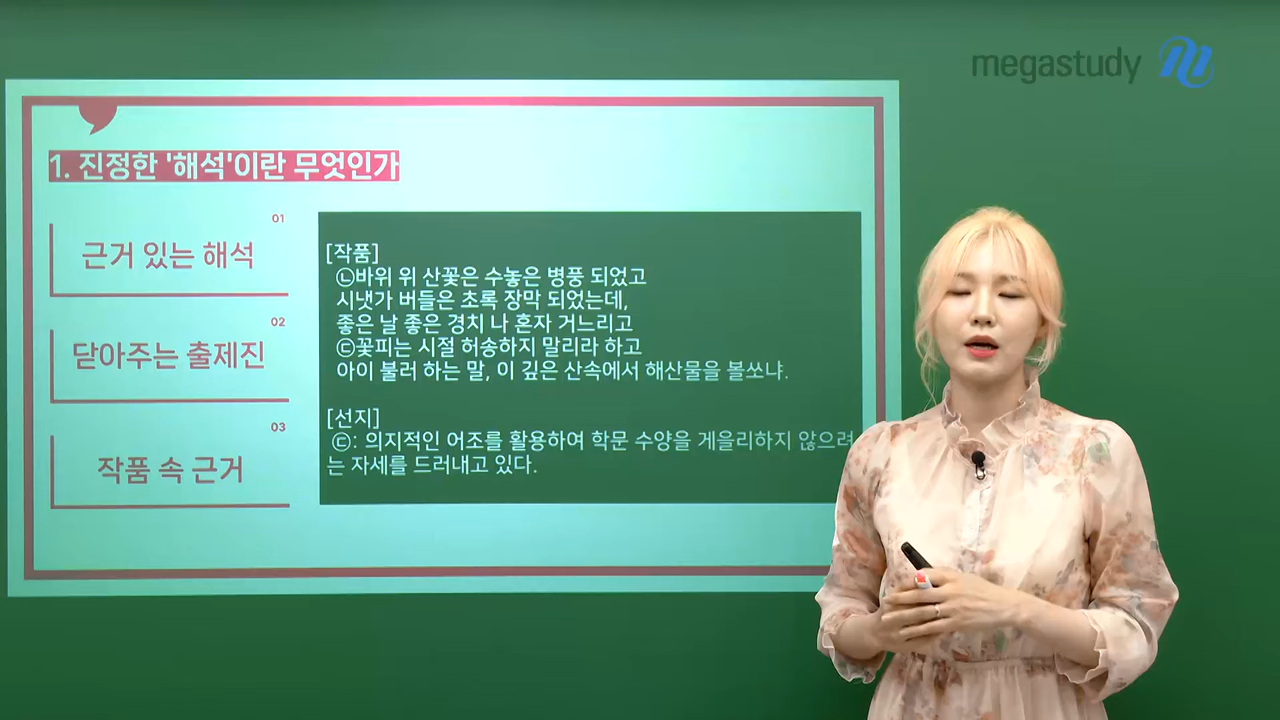 megastudy
1. 진정한 '해석'이란 무엇인가
01
근거 있는 해석
02
닫아주는 출제진
03
작품 속 근거
[작품]
㉡바위 위 산꽃은 수놓은 병풍 되었고
시냇가 버들은 초록 장막 되었는데,
좋은 날 좋은 경치 나 혼자 거느리고
㉢꽃피는 시절 허송하지 말리라 하고
아이 불러 하는 말, 이 깊은 산속에서 해산물을 볼쏘냐.
[선지]
㉢: 의지적인 어조를 활용하여 학문 수양을 게을리하지 않으려
는 자세를 드러내고 있다.